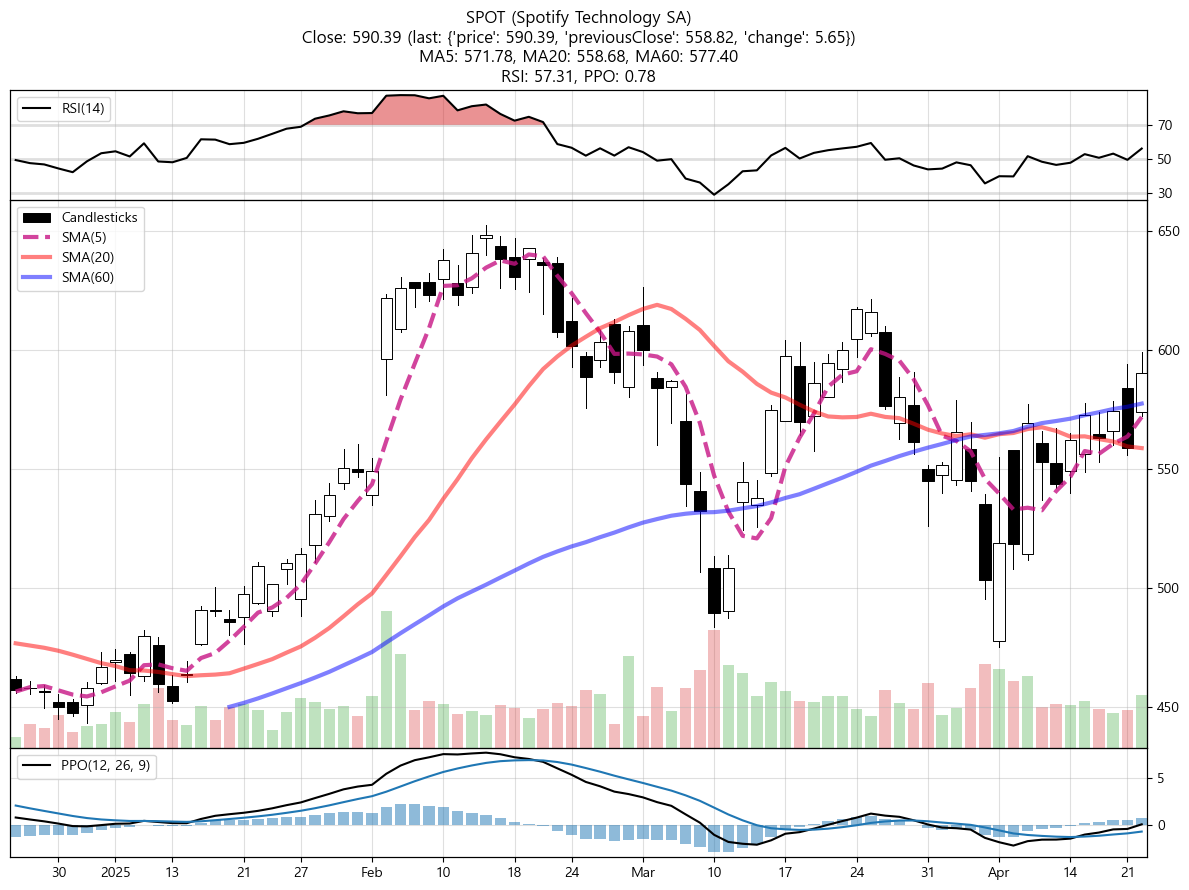 SPOT (Spotify Technology SA)
Close: 590.39 (last: {'price': 590.39, 'previousClose': 558.82, 'change': 5.65})
MA5: 571.78, MA20: 558.68, MA60: 577.40
RSI: 57.31, PPO: 0.78
RSI(14)
70
50
30
Candlesticks
SMA(5)
SMA(20)
SMA(60)
650
600
550
500
450
PPO(12, 26, 9)
5
0
30 2025 13 21 27 Feb 10 18 24 Mar 10 17 24 31 Apr 14 21